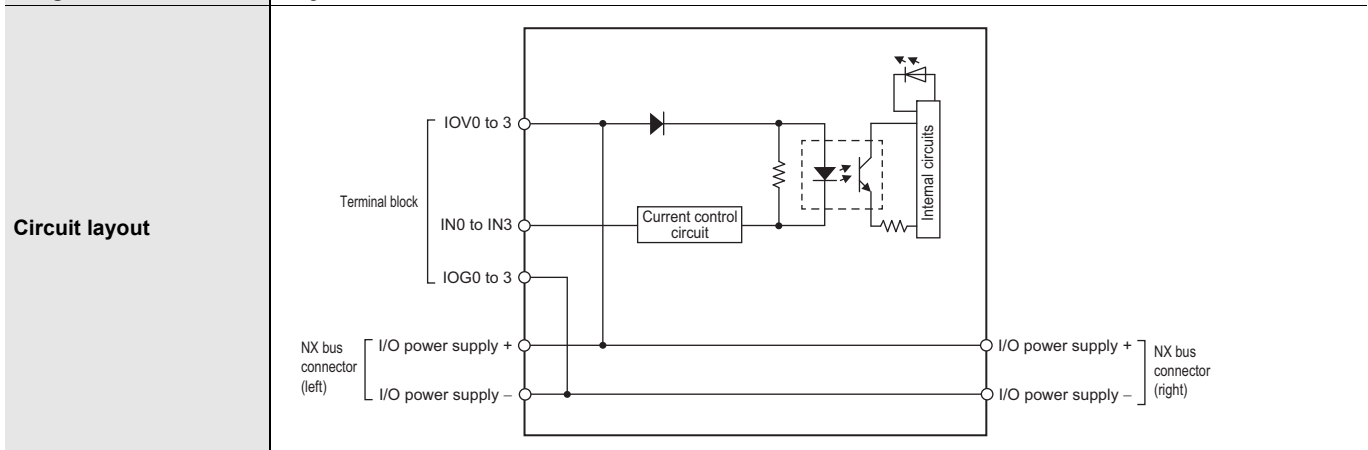 Circuit layout
Terminal block
IOV0 to 3
IN0 to IN3
IOG0 to 3
Current control
circuit
Internal circuits
NX bus
connector
(left)
I/O power supply +
I/O power supply –
I/O power supply +
I/O power supply –
NX bus
connector
(right)